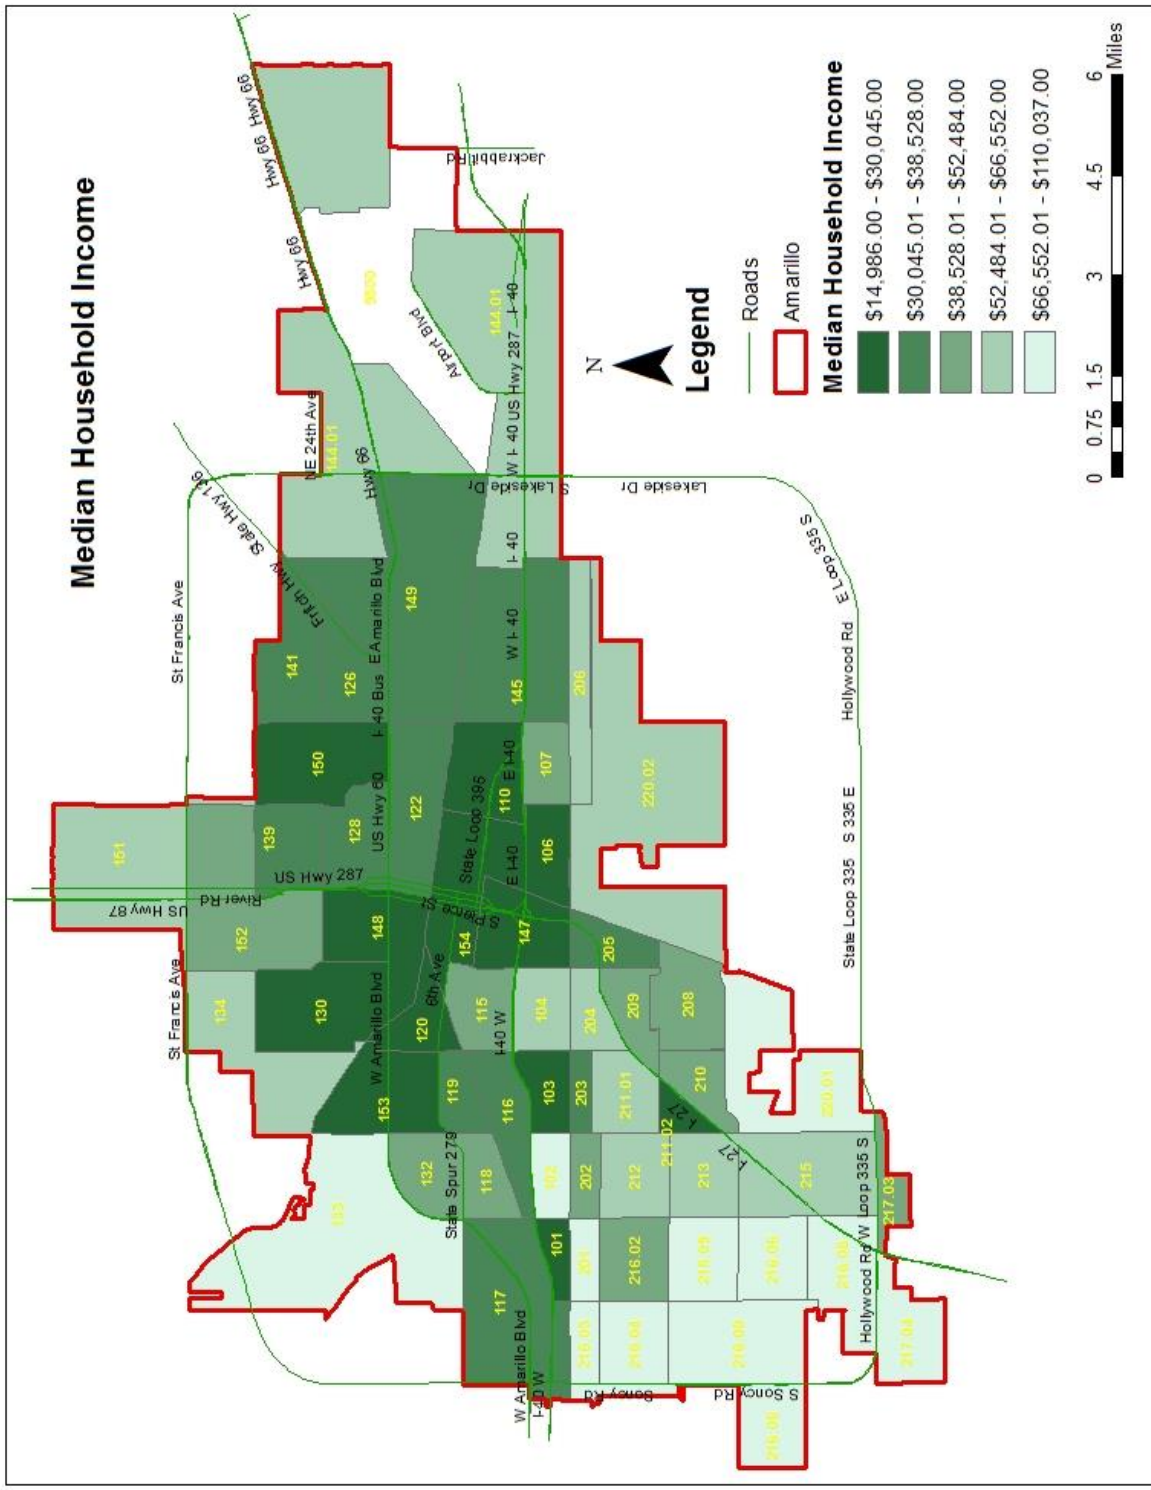 Median Household Income
Hwy 66
Hwy 66
Hwy 66
St Francis Ave
State Hwy 136
Fritch Hwy
NE 24th Ave
144.01
Hwy 66
9800
Airport Blvd
Jackrabbit Rd
144.01
US Hwy 287
I-40
W I-40
S Lakeside Dr
Lakeside Dr
I-40
W I-40
151
US Hwy 87
River Rd
St Francis Ave
134
152
139
141
150
126
128
130
148
US Hwy 287
US Hwy 60
I-40 Bus
E Amarillo Blvd
149
W Amarillo Blvd
153
122
120
6th Ave
S Pierce St
State Loop 395
154
115
119
132
State Spur 279
118
116
117
W Amarillo Blvd
I-40 W
I-40 W
101
102
103
104
147
E I-40
110
E I-40
145
106
107
206
201
202
203
204
205
209
208
210
211.01
211.02
212
213
215
I-27
I-27
216.02
220.01
220.02
217.03
217.04
Soncy Rd
S Soncy Rd
Hollywood Rd
W Loop 335 S
State Loop 335
S 335 E
Hollywood Rd
E Loop 335 S
N
Legend
Roads
Amarillo
Median Household Income
$14,986.00 - $30,045.00
$30,045.01 - $38,528.00
$38,528.01 - $52,484.00
$52,484.01 - $66,552.00
$66,552.01 - $110,037.00
0 0.75 1.5 3 4.5 6
Miles